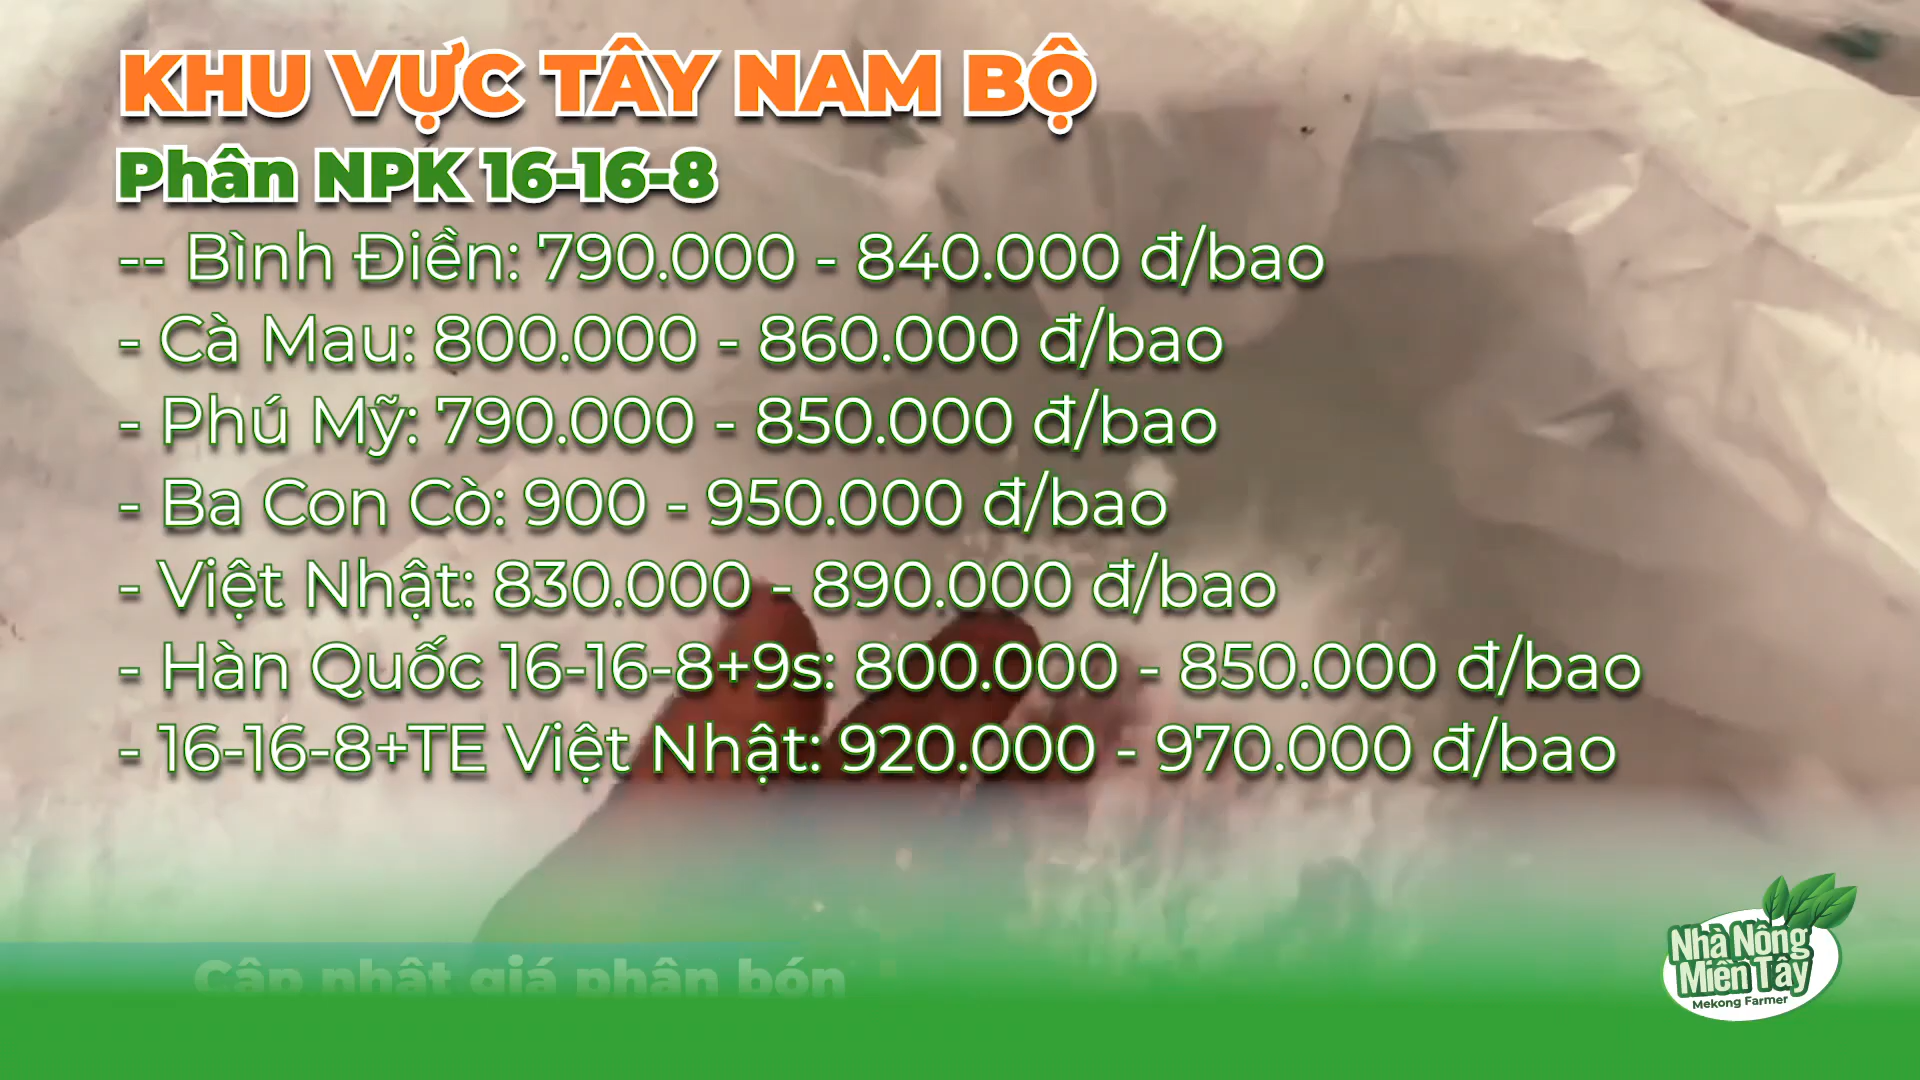 KHU VỰC TÂY NAM BỘ
Phân NPK 16-16-8
-- Bình Điền: 790.000 - 840.000 đ/bao
- Cà Mau: 800.000 - 860.000 đ/bao
- Phú Mỹ: 790.000 - 850.000 đ/bao
- Ba Con Cò: 900 - 950.000 đ/bao
- Việt Nhật: 830.000 - 890.000 đ/bao
- Hàn Quốc 16-16-8+9s: 800.000 - 850.000 đ/bao
- 16-16-8+TE Việt Nhật: 920.000 - 970.000 đ/bao
Cập nhật giá phân bón
Nhà Nông
Miền Tây
Mekong Farmer